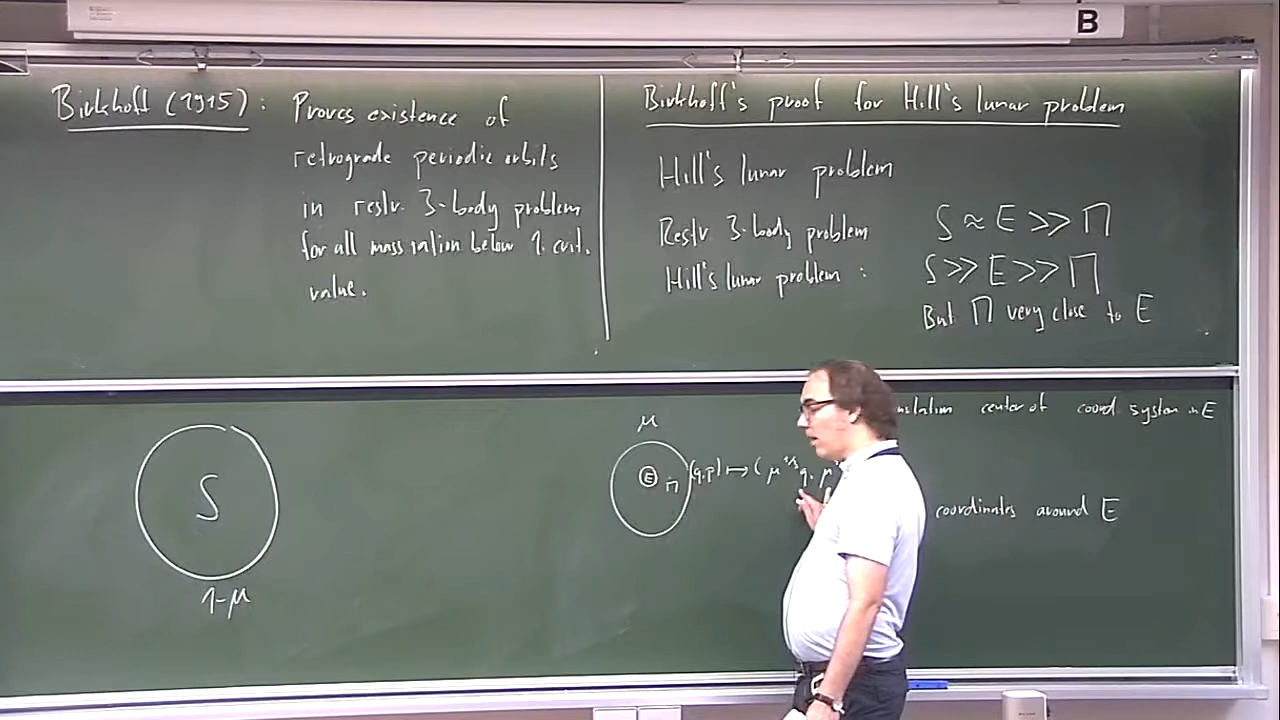 B
Birkhoff (1915): Proves existence of
retrograde periodic orbits
in restr. 3-body problem
for all mass ration below 1. crit.
value.
Birkhoff's proof for Hill's lunar problem
Hill's lunar problem
Restr 3-body problem S ≈ E >> M
Hill's lunar problem : S >> E >> M
But M very close to E
center of coord system in E
S
1-μ
μ
E M (q,p) ↦ ( μ^{1/3} q, μ
coordinates around E